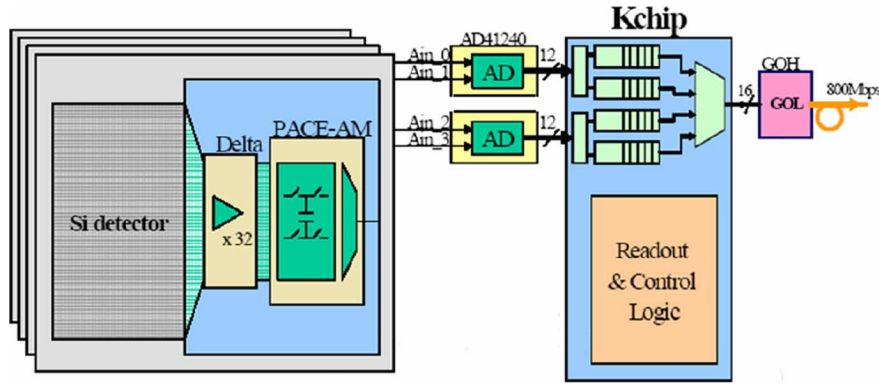 Kchip
AD41240
Ain_0
Ain_1
AD
12
GOH
16
GOL
800Mbps
Ain_2
Ain_3
AD
12
PACE-AM
Delta
Si detector
x 32
Readout
& Control
Logic